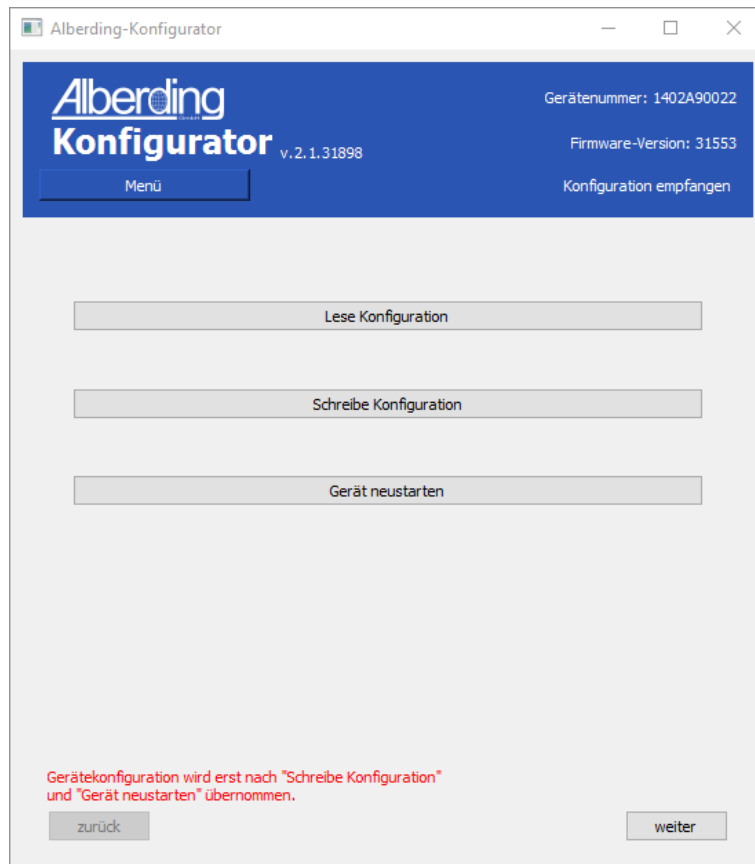 Alberding-Konfigurator
Alberding
Konfigurator v.2.1.31898
Menü
Gerätenummer: 1402A90022
Firmware-Version: 31553
Konfiguration empfangen
Lese Konfiguration
Schreibe Konfiguration
Gerät neustarten
Gerätekonfiguration wird erst nach "Schreibe Konfiguration"
und "Gerät neustarten" übernommen.
zurück
weiter